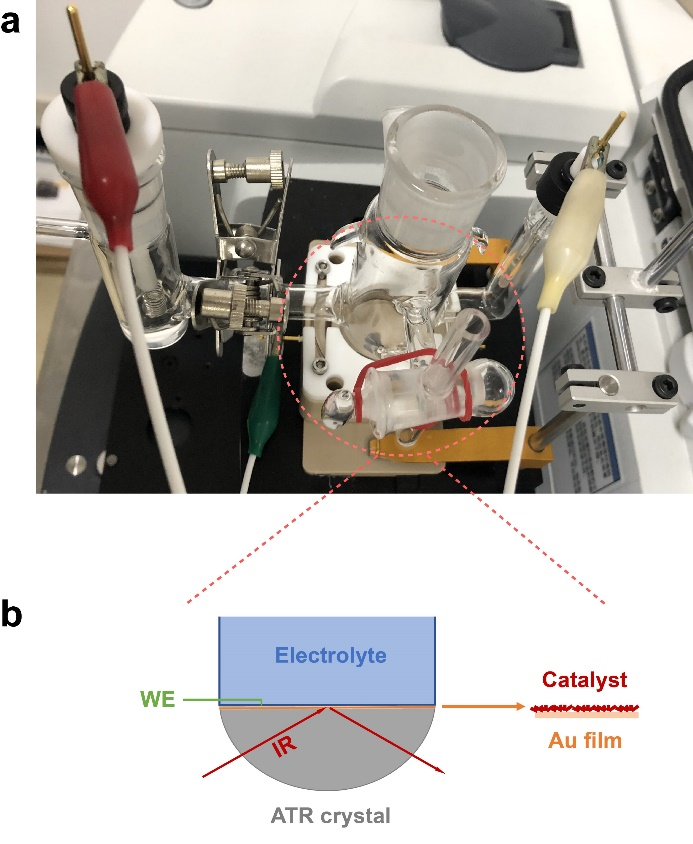 a
b
Electrolyte
WE
IR
ATR crystal
Catalyst
Au film